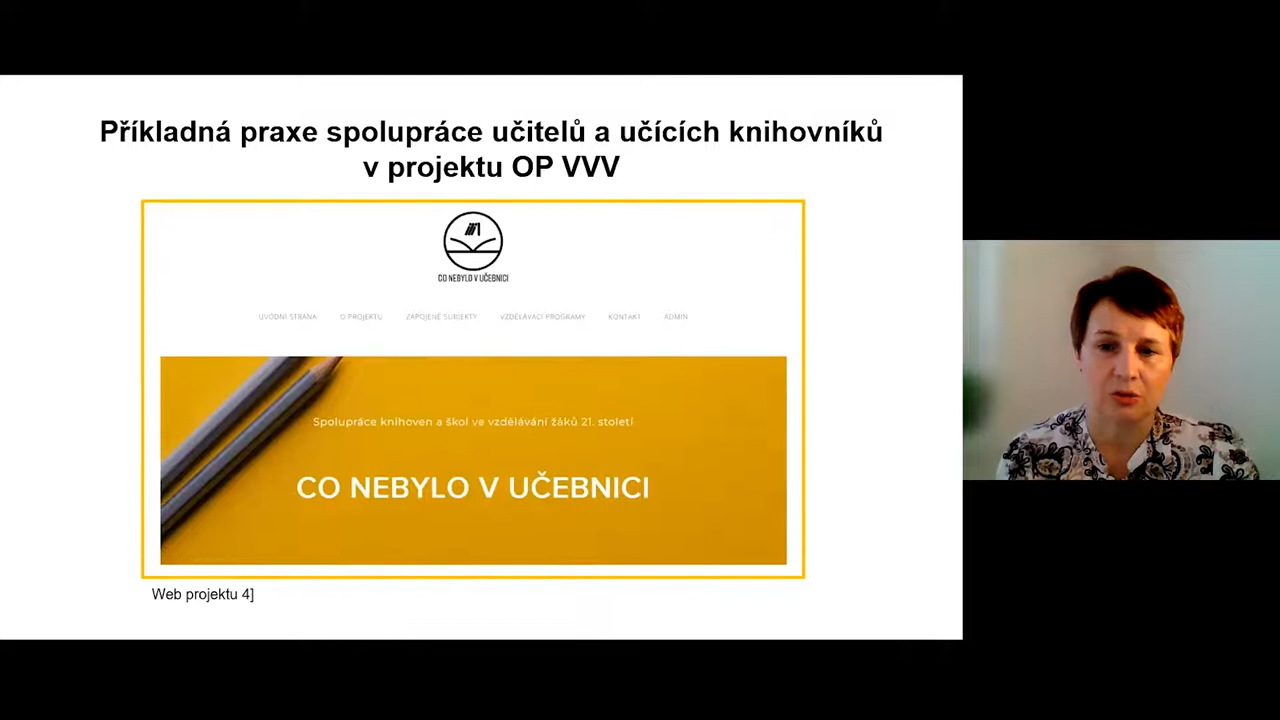 Příkladná praxe spolupráce učitelů a učících knihovníků
v projektu OP VVV
CO NEBYLO V UČEBNICI
ÚVODNÍ STRANA O PROJEKTU ZAPOJENÉ SUBJEKTY VZDĚLÁVACÍ PROGRAMY KONTAKT ADMIN
Spolupráce knihoven a škol ve vzdělávání žáků 21. století
CO NEBYLO V UČEBNICI
Web projektu 4]